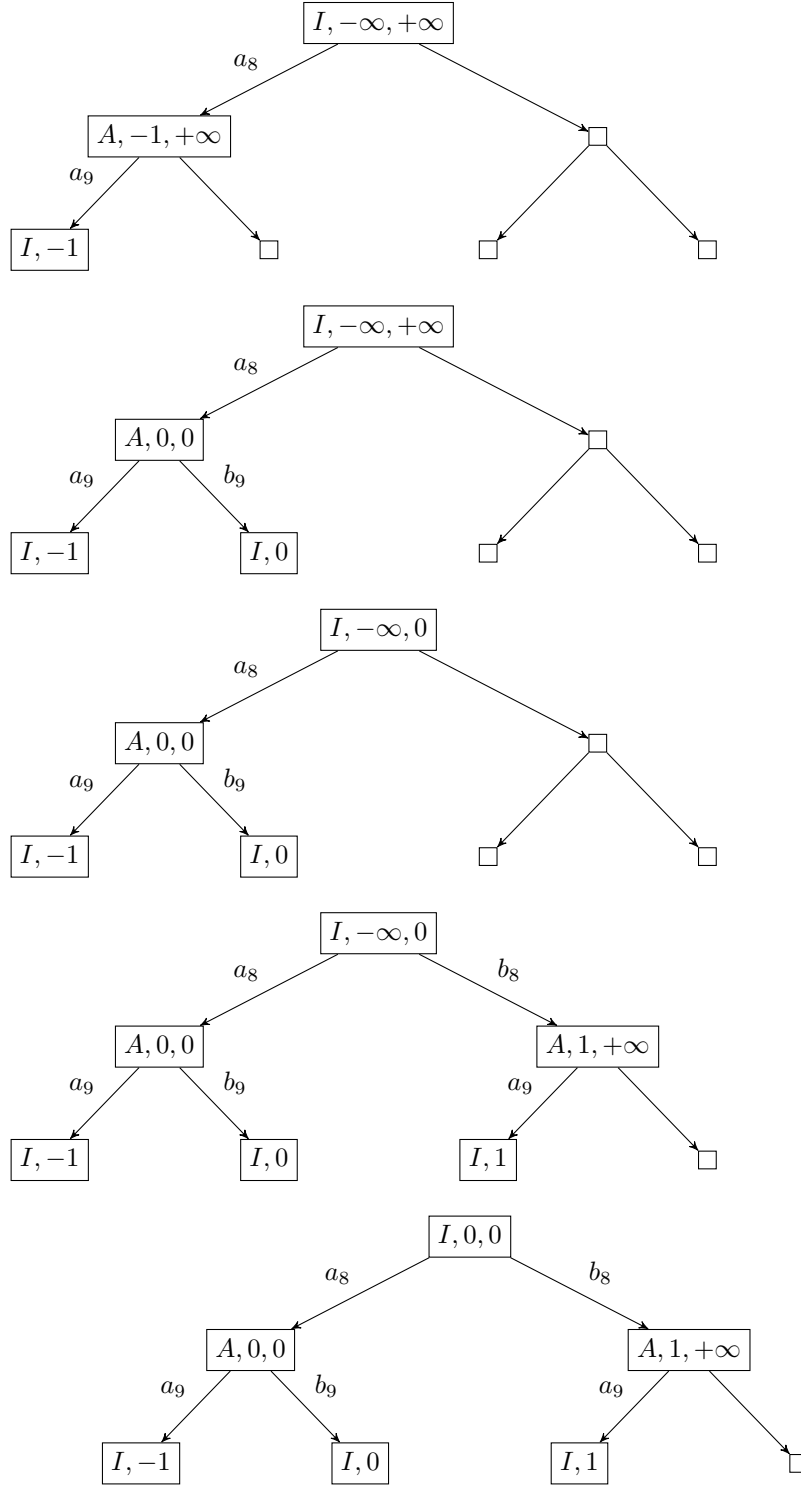 I, −∞, +∞
a₈
A, −1, +∞
a₉
I, −1
I, −∞, +∞
a₈
A, 0, 0
a₉ b₉
I, −1 I, 0
I, −∞, 0
a₈
A, 0, 0
a₉ b₉
I, −1 I, 0
I, −∞, 0
a₈ b₈
A, 0, 0 A, 1, +∞
a₉ b₉ a₉
I, −1 I, 0 I, 1
I, 0, 0
a₈ b₈
A, 0, 0 A, 1, +∞
a₉ b₉ a₉
I, −1 I, 0 I, 1